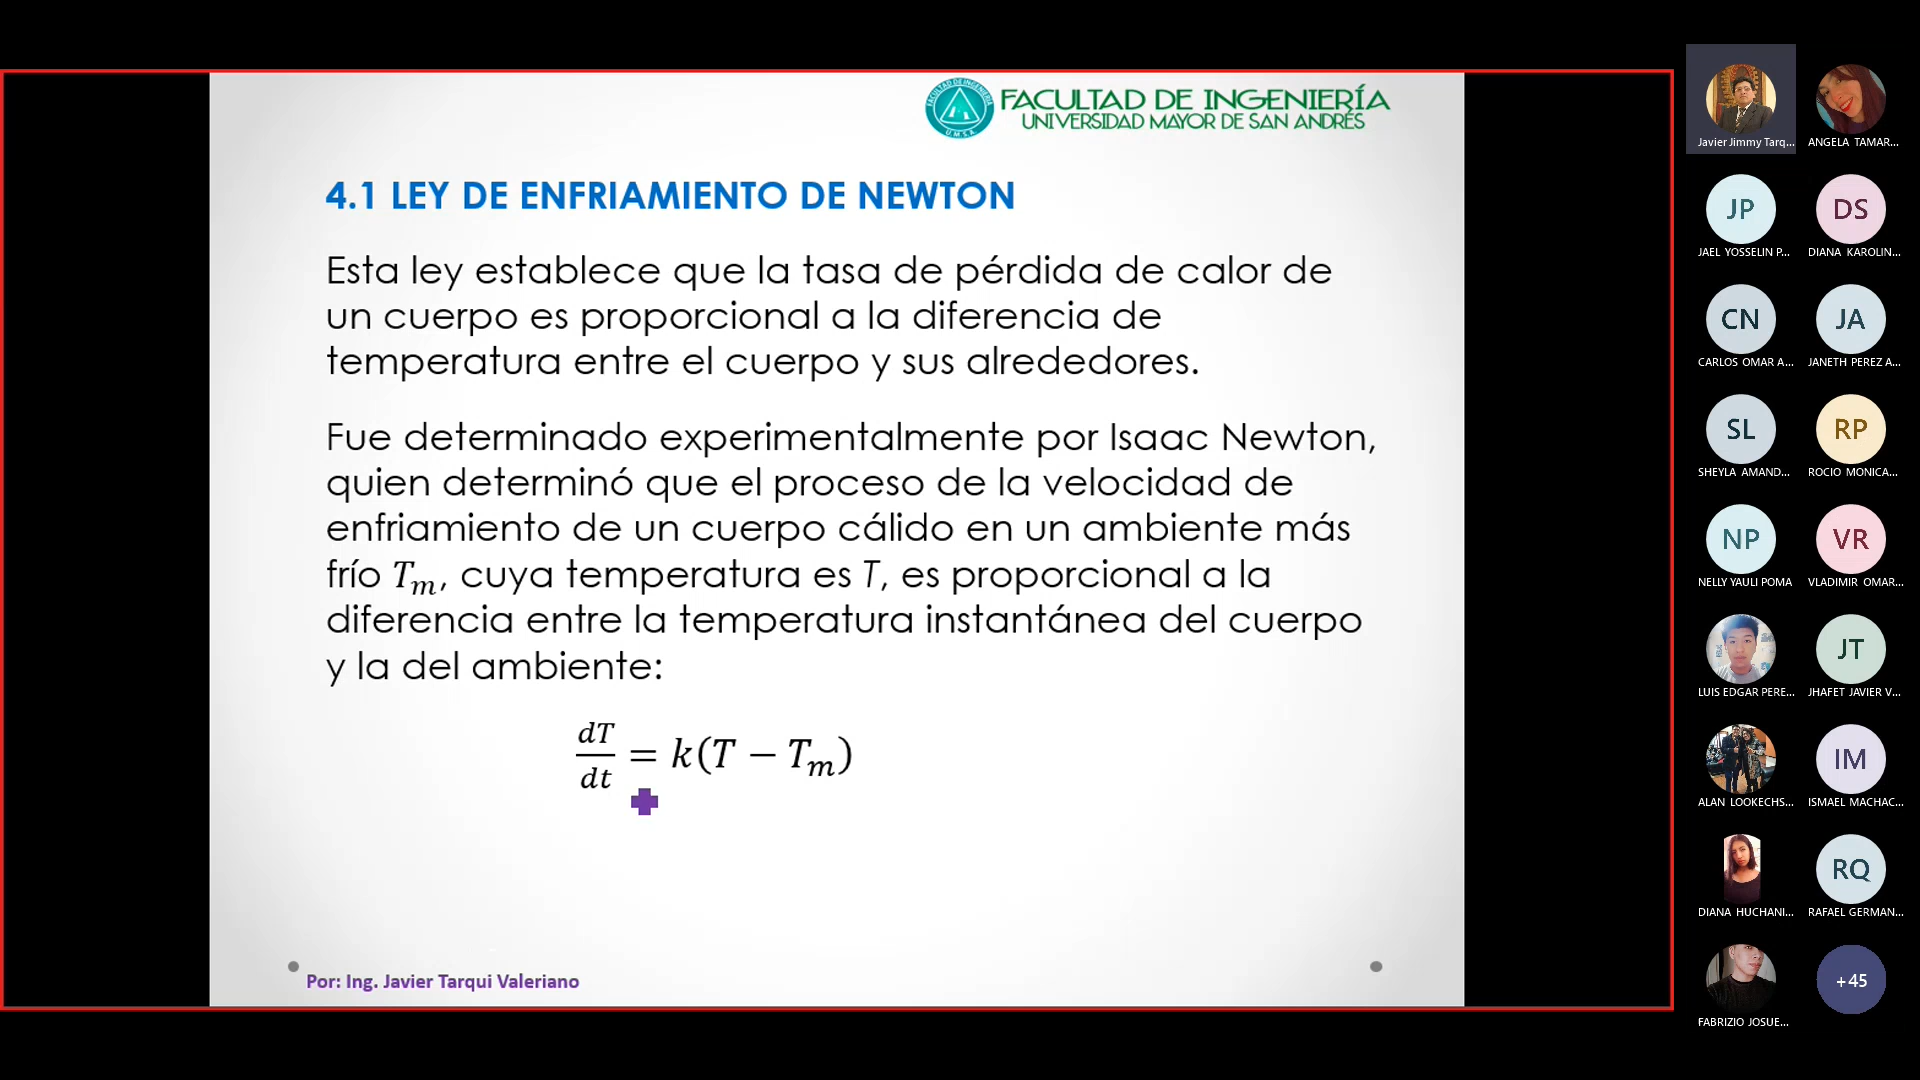 FACULTAD DE INGENIERÍA
UNIVERSIDAD MAYOR DE SAN ANDRÉS
FACULTAD DE INGENIERIA
U.M.S.A.
4.1 LEY DE ENFRIAMIENTO DE NEWTON
Esta ley establece que la tasa de pérdida de calor de
un cuerpo es proporcional a la diferencia de
temperatura entre el cuerpo y sus alrededores.
Fue determinado experimentalmente por Isaac Newton,
quien determinó que el proceso de la velocidad de
enfriamiento de un cuerpo cálido en un ambiente más
frío Tₘ, cuya temperatura es T, es proporcional a la
diferencia entre la temperatura instantánea del cuerpo
y la del ambiente:
dT/dt = k(T − Tₘ)
Por: Ing. Javier Tarqui Valeriano
Javier Jimmy Tarq...
ANGELA TAMAR...
JP
DS
JAEL YOSSELIN P...
DIANA KAROLIN...
CN
JA
CARLOS OMAR A...
JANETH PEREZ A...
SL
RP
SHEYLA AMAND...
ROCIO MONICA...
NP
VR
NELLY YAULI POMA
VLADIMIR OMAR...
JT
LUIS EDGAR PERE...
JHAFET JAVIER V...
IM
ALAN LOOKECHS...
ISMAEL MACHAC...
RQ
DIANA HUCHANI...
RAFAEL GERMAN...
+45
FABRIZIO JOSUE...